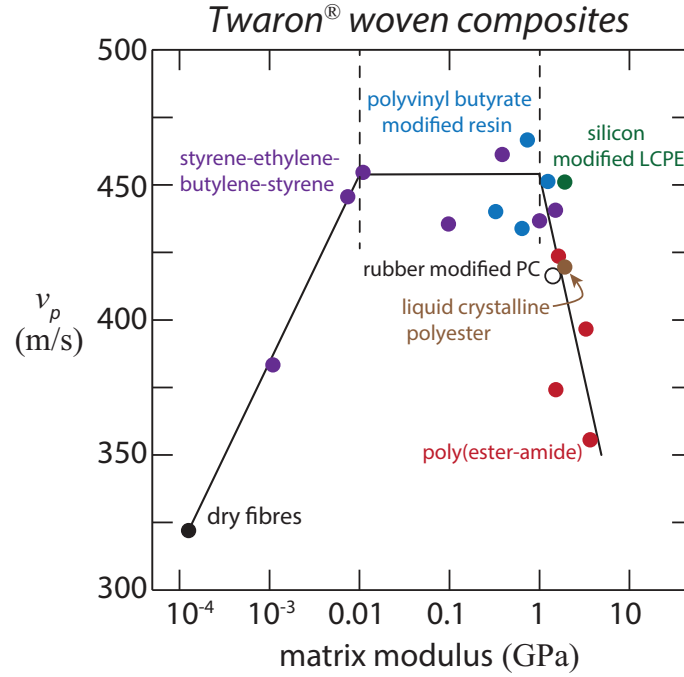 Twaron® woven composites
500
polyvinyl butyrate
modified resin
silicon
modified LCPE
styrene-ethylene-
butylene-styrene
450
rubber modified PC
liquid crystalline
polyester
v_p
(m/s)
400
350
poly(ester-amide)
dry fibres
300
10⁻⁴ 10⁻³ 0.01 0.1 1 10
matrix modulus (GPa)